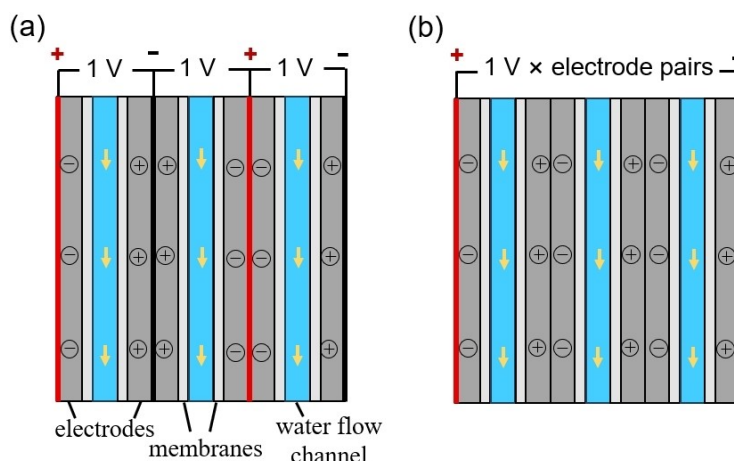 (a)
+ - + -
1 V 1 V 1 V
electrodes
membranes
water flow
channel
(b)
+
1 V × electrode pairs